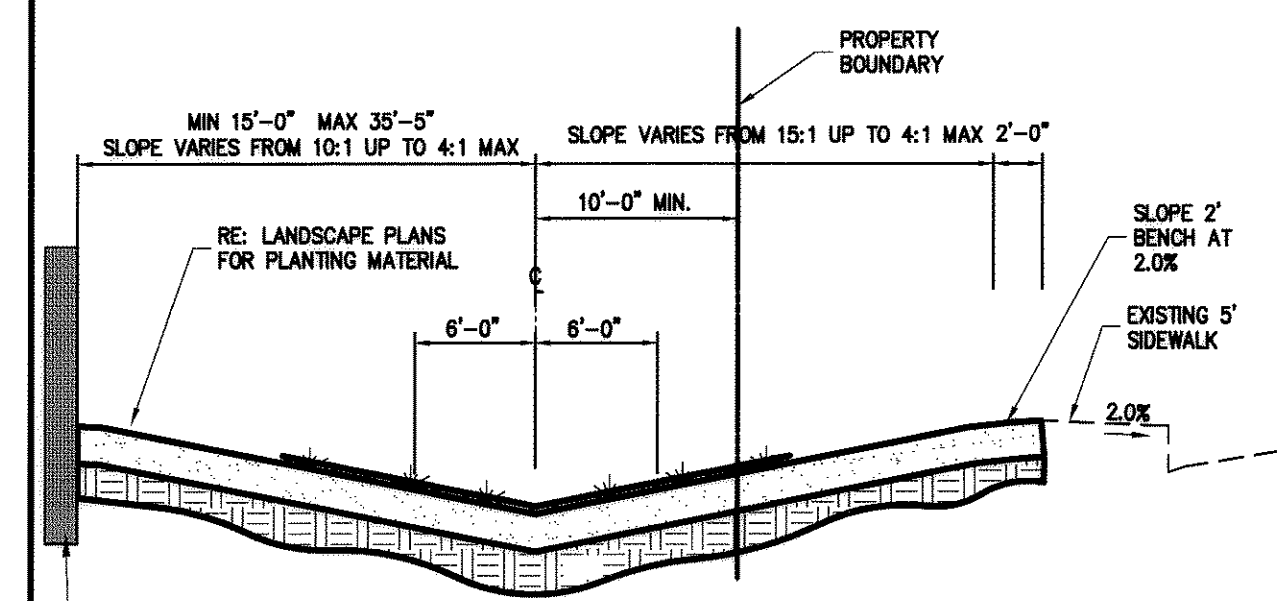 PROPERTY
BOUNDARY
MIN 15'-0" MAX 35'-5"
SLOPE VARIES FROM 10:1 UP TO 4:1 MAX
SLOPE VARIES FROM 15:1 UP TO 4:1 MAX 2'-0"
10'-0" MIN.
RE: LANDSCAPE PLANS
FOR PLANTING MATERIAL
SLOPE 2'
BENCH AT
2.0%
℄
6'-0" 6'-0"
EXISTING 5'
SIDEWALK
2.0%